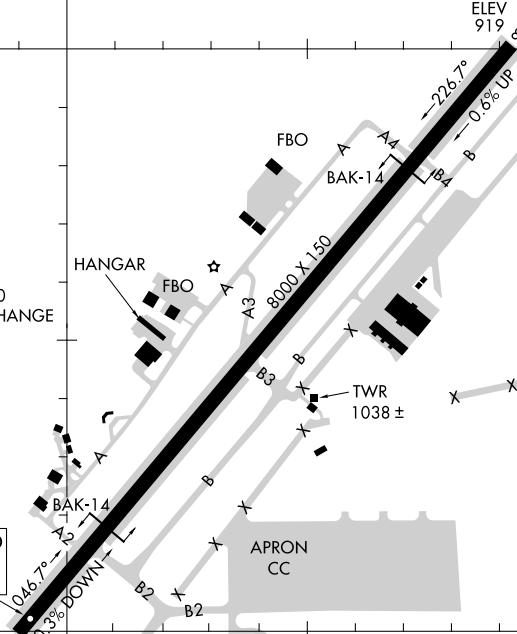 ELEV
919
226.7°
0.6% UP
A
A4
FBO
B
BAK-14
B4
8000 X 150
HANGAR
FBO
A
A3
HANGE
B
X
B3
X
TWR
1038 ±
X
X
X
A
B
BAK-14
X
A2
X
APRON
CC
046.7°
.3% DOWN
B2
X
B2